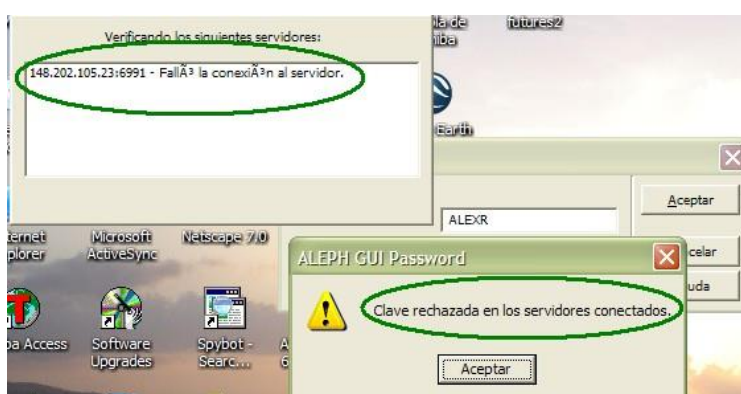 Verificando los siguientes servidores:
148.202.105.23:6991 - FallÃ³ la conexiÃ³n al servidor.
futures2
Earth
Aceptar
ALEXR
celar
uda
ternet
plorer
Microsoft
ActiveSync
Netscape 7.0
ALEPH GUI Password
Clave rechazada en los servidores conectados.
Aceptar
ba Access
Software
Upgrades
Spybot -
Searc...